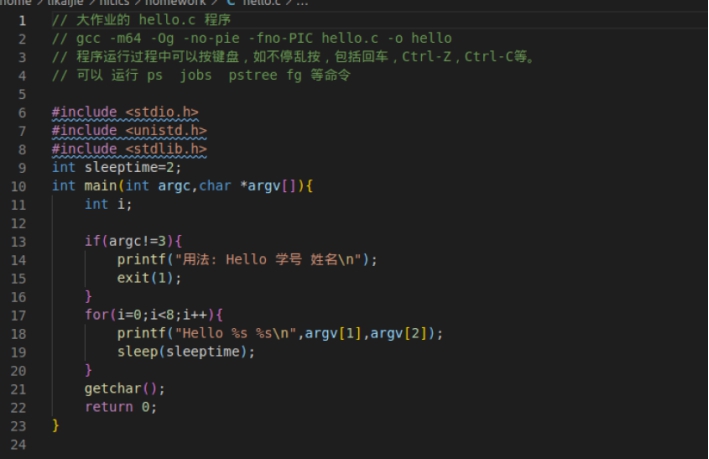 home > likaijie > hitics > homework > C hello.c > ...
1 // 大作业的 hello.c 程序
2 // gcc -m64 -Og -no-pie -fno-PIC hello.c -o hello
3 // 程序运行过程中可以按键盘，如不停乱按，包括回车，Ctrl-Z，Ctrl-C等。
4 // 可以 运行 ps  jobs  pstree fg 等命令
5
6 #include <stdio.h>
7 #include <unistd.h>
8 #include <stdlib.h>
9 int sleeptime=2;
10 int main(int argc,char *argv[]){
11     int i;
12
13     if(argc!=3){
14         printf("用法: Hello 学号 姓名\n");
15         exit(1);
16     }
17     for(i=0;i<8;i++){
18         printf("Hello %s %s\n",argv[1],argv[2]);
19         sleep(sleeptime);
20     }
21     getchar();
22     return 0;
23 }
24